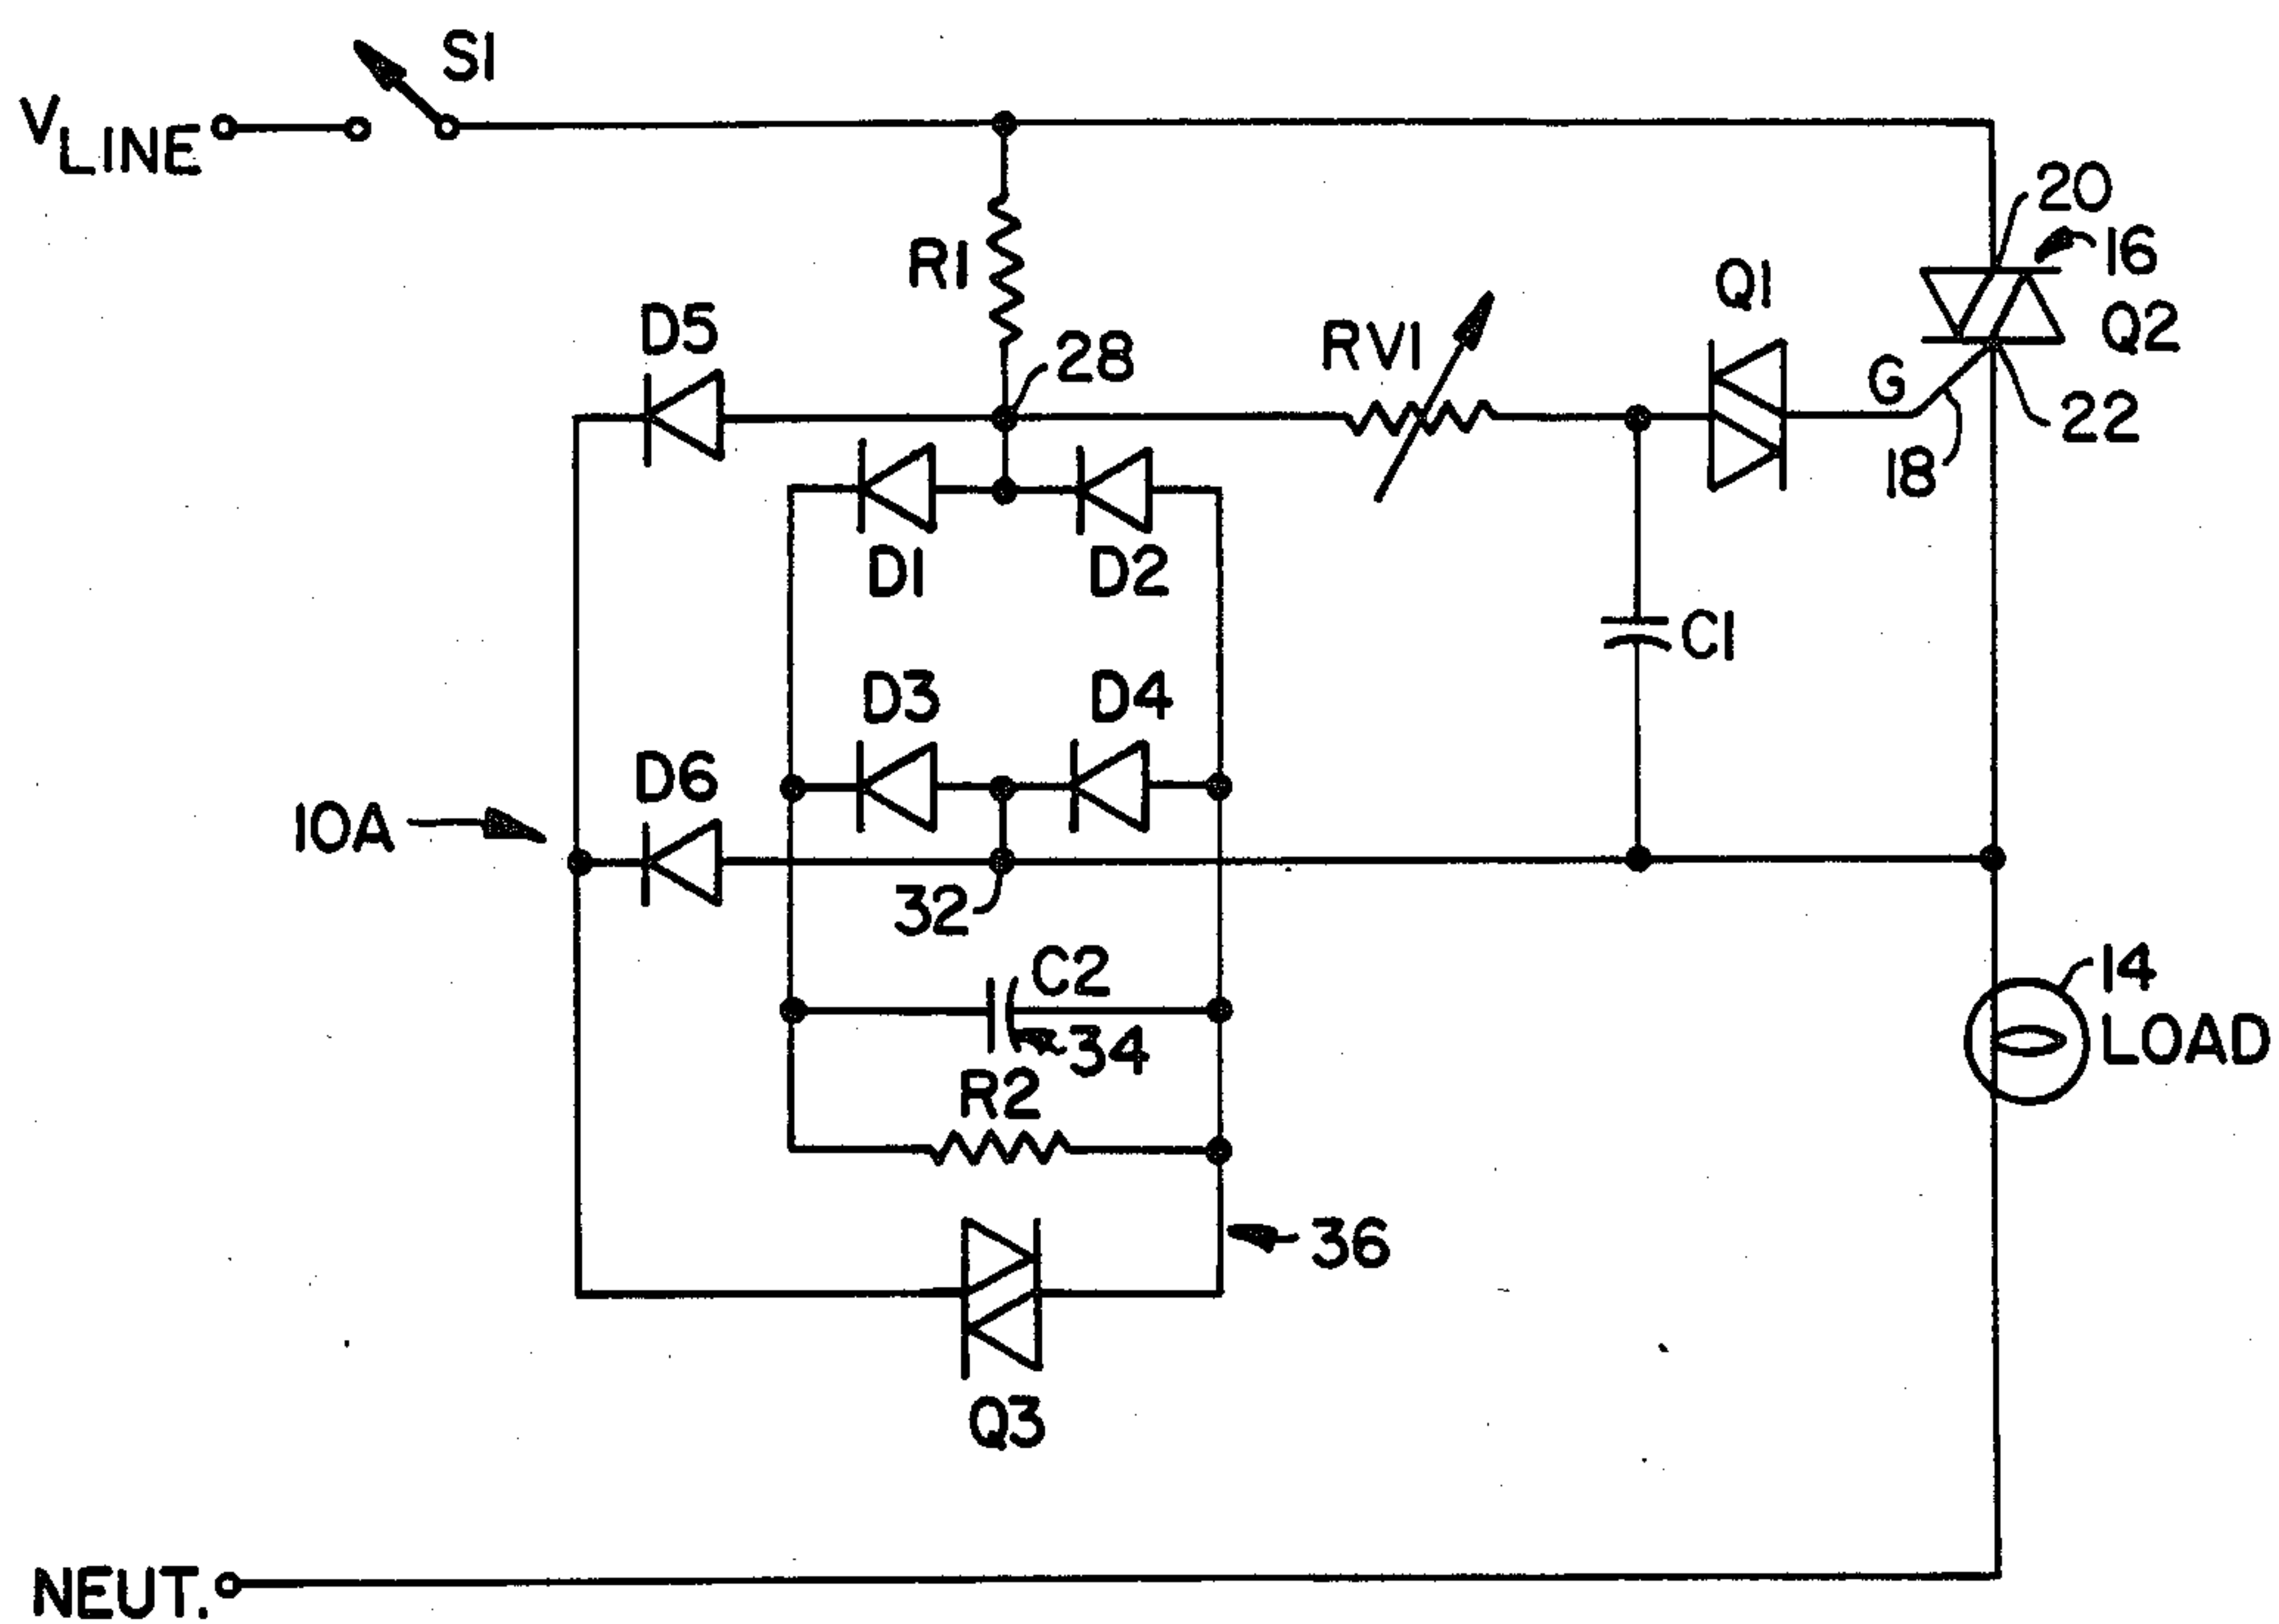 S1
VLINE
20
16
R1
Q1
Q2
D5
28
RV1
G
22
18
D1
D2
C1
D3
D4
D6
10A
32
C2
14
34
LOAD
R2
36
Q3
NEUT.